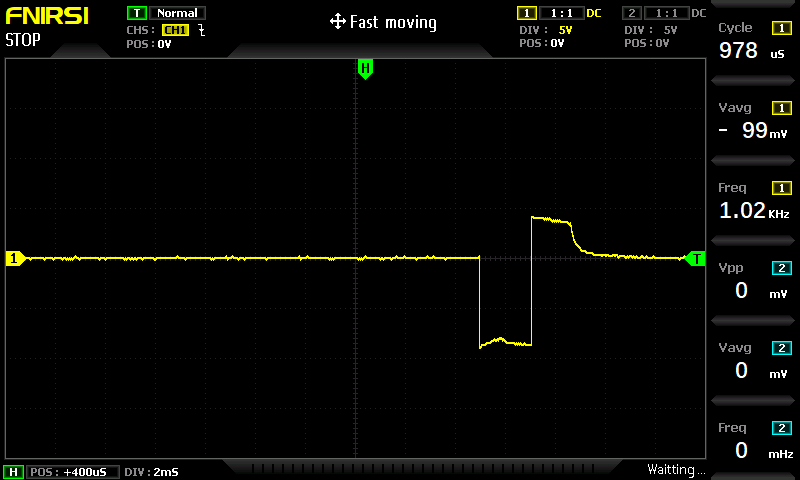 FNIRSI
STOP
T Normal
CHS: CH1
POS: 0V
Fast moving
1 1:1 DC
DIV: 5V
POS: 0V
2 1:1 DC
DIV: 5V
POS: 0V
H
1
T
Cycle 1
978 uS
Vavg 1
- 99 mV
Freq 1
1.02 KHz
Vpp 2
0 mV
Vavg 2
0 mV
Freq 2
0 mHz
H POS: +400uS DIV: 2mS
Waitting...